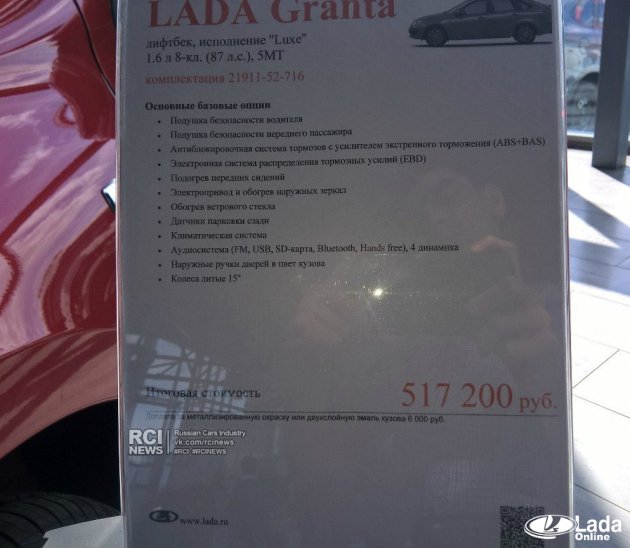 LADA Granta
лифтбек, исполнение "Luxe"
1.6 л 8-кл. (87 л.с.), 5МТ
комплектация 21911-52-716
Основные базовые опции
• Подушка безопасности водителя
• Подушка безопасности переднего пассажира
• Антиблокировочная система тормозов с усилителем экстренного торможения (ABS+BAS)
• Электронная система распределения тормозных усилий (EBD)
• Подогрев передних сидений
• Электропривод и обогрев наружных зеркал
• Обогрев ветрового стекла
• Датчики парковки сзади
• Климатическая система
• Аудиосистема (FM, USB, SD-карта, Bluetooth, Hands free), 4 динамика
• Наружные ручки дверей в цвет кузова
• Колеса литые 15"
Итоговая стоимость 517 200 руб.
Доплата за металлизированную окраску или двухслойную эмаль кузова 6 000 руб.
RCI NEWS
Russian Cars Industry
vk.com/rcinews
#RCI #RCINEWS
www.lada.ru
Lada
Online